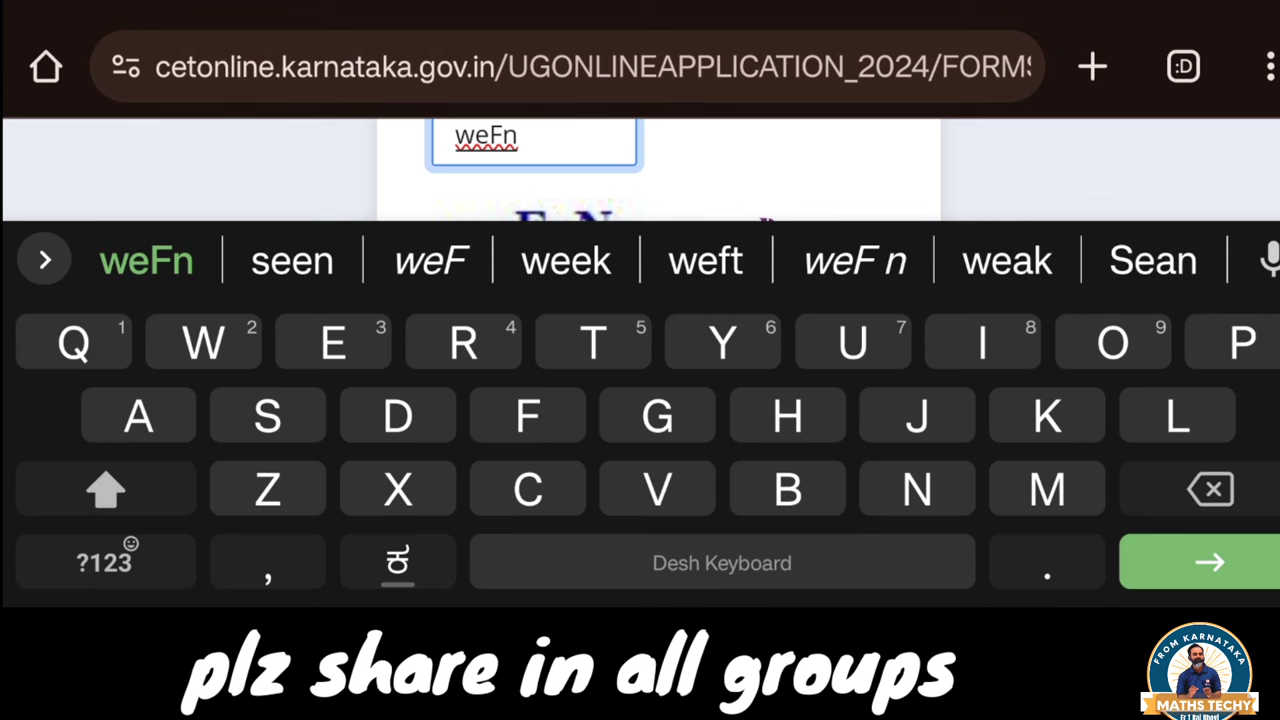 :D
cetonline.karnataka.gov.in/UGONLINEAPPLICATION_2024/FORMS
weFn
weFn seen weF week weft weF n weak Sean
Q 1 W 2 E 3 R 4 T 5 Y 6 U 7 I 8 O 9 P
A S D F G H J K L
Z X C V B N M
?123 , ಕ Desh Keyboard .
plz share in all groups
FROM KARNATAKA
MATHS TECHY